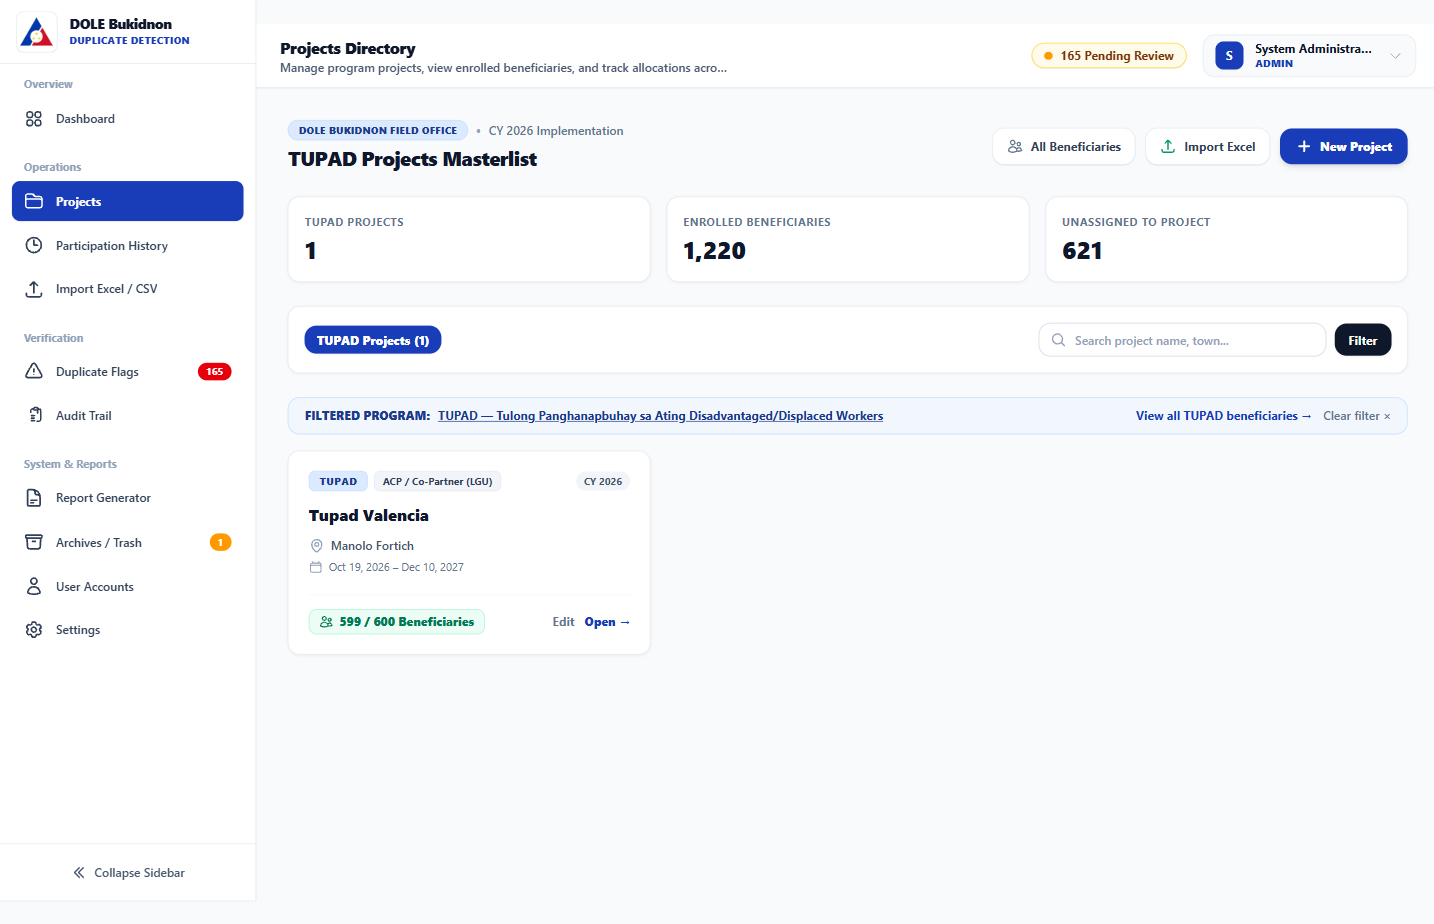 DOLE Bukidnon
DUPLICATE DETECTION
Overview
Dashboard
Operations
Projects
Participation History
Import Excel / CSV
Verification
Duplicate Flags
165
Audit Trail
System & Reports
Report Generator
Archives / Trash
1
User Accounts
Settings
Collapse Sidebar
Projects Directory
Manage program projects, view enrolled beneficiaries, and track allocations acro...
165 Pending Review
S
System Administra...
ADMIN
DOLE BUKIDNON FIELD OFFICE • CY 2026 Implementation
TUPAD Projects Masterlist
All Beneficiaries
Import Excel
+ New Project
TUPAD PROJECTS
1
ENROLLED BENEFICIARIES
1,220
UNASSIGNED TO PROJECT
621
TUPAD Projects (1)
Search project name, town...
Filter
FILTERED PROGRAM: TUPAD — Tulong Panghanapbuhay sa Ating Disadvantaged/Displaced Workers
View all TUPAD beneficiaries → Clear filter ×
TUPAD
ACP / Co-Partner (LGU)
CY 2026
Tupad Valencia
Manolo Fortich
Oct 19, 2026 – Dec 10, 2027
599 / 600 Beneficiaries
Edit
Open →